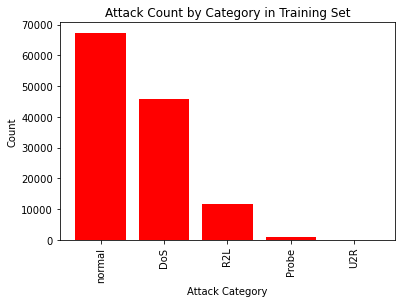 Attack Count by Category in Training Set
70000
60000
50000
40000
30000
20000
10000
0
Count
normal
DoS
R2L
Probe
U2R
Attack Category